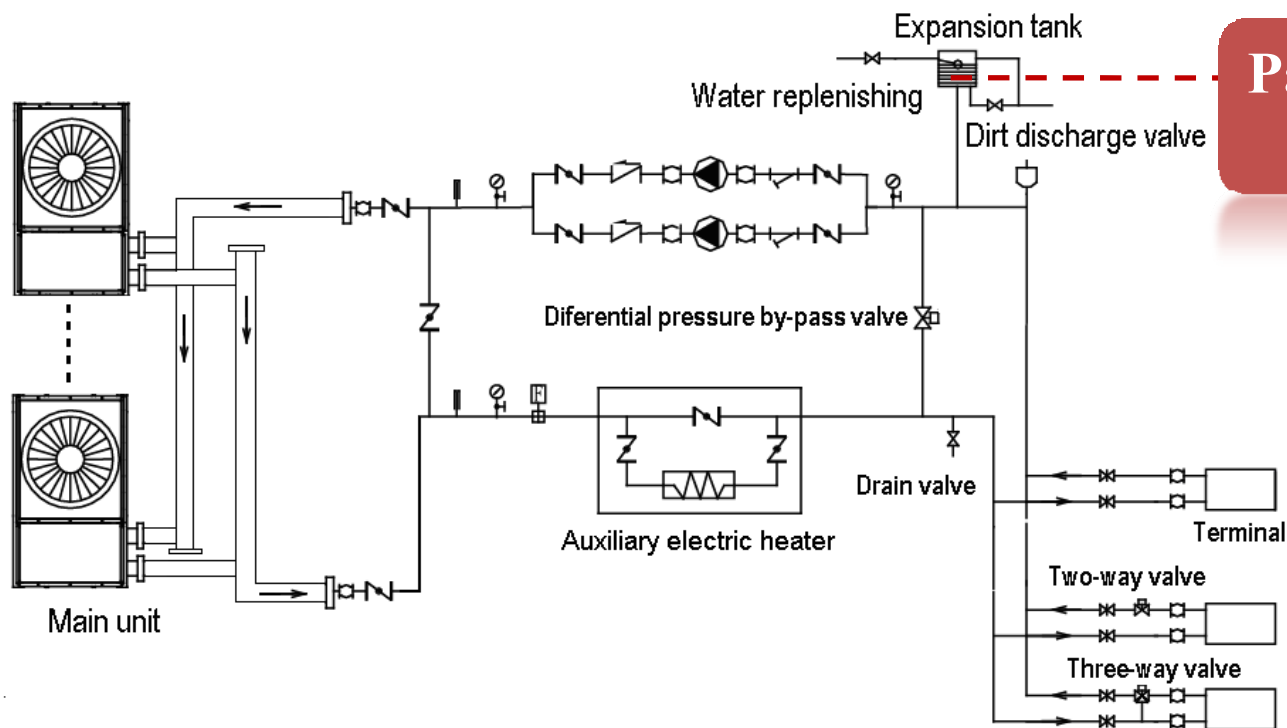 Expansion tank
Pa
Water replenishing
Dirt discharge valve
Diferential pressure by-pass valve
F
Drain valve
Auxiliary electric heater
Terminal
Two-way valve
Main unit
Three-way valve